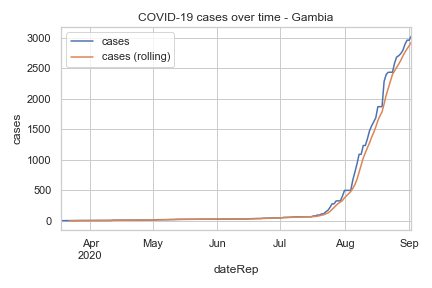 COVID-19 cases over time - Gambia
cases
cases (rolling)
3000
2500
2000
1500
1000
500
0
cases
Apr
2020
May
Jun
Jul
Aug
Sep
dateRep